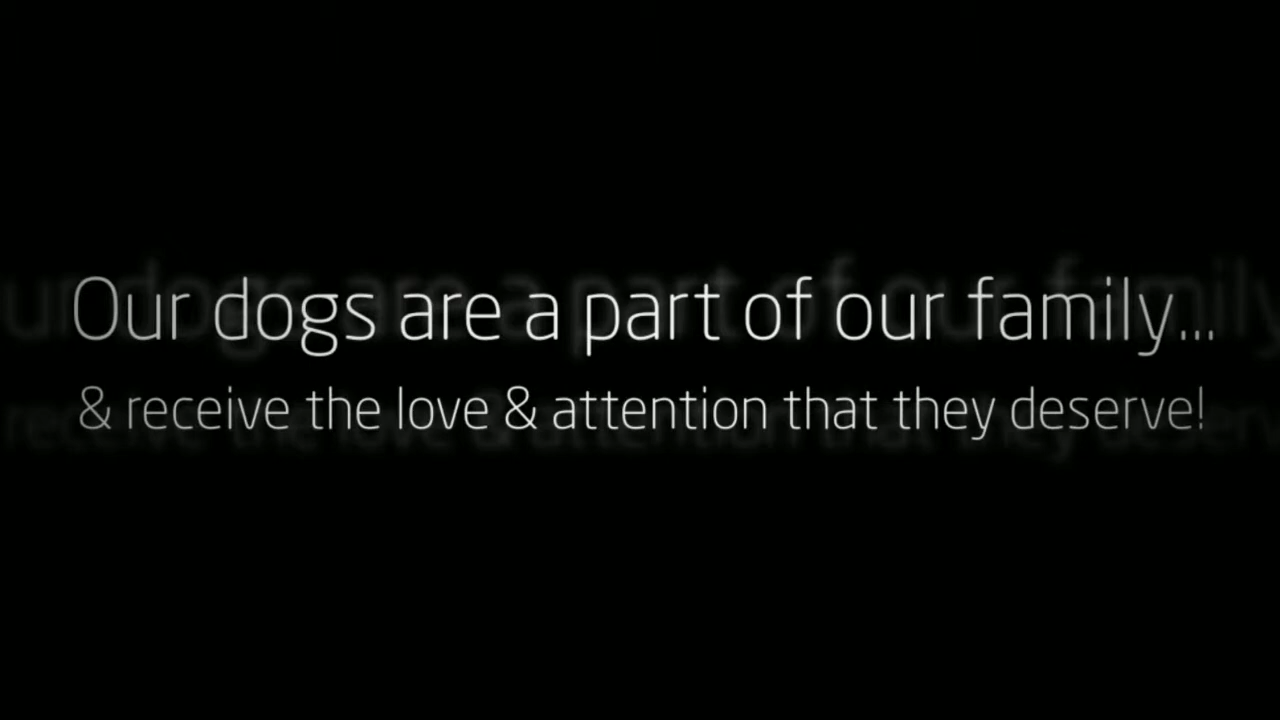 Our dogs are a part of our family...
& receive the love & attention that they deserve!